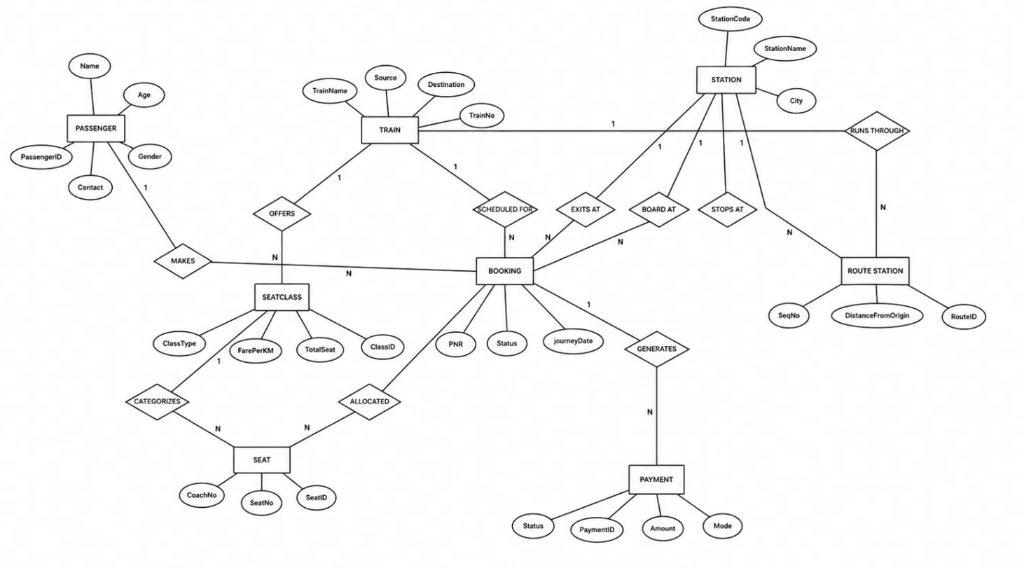 StationCode
StationName
Name
STATION
Source
Destination
TrainName
Age
City
TrainNo
PASSENGER
TRAIN
1
RUNS THROUGH
PassengerID
Gender
1
1
1
1
1
1
Contact
N
OFFERS
SCHEDULED FOR
EXITS AT
BOARD AT
STOPS AT
N
N
N
N
N
MAKES
N
BOOKING
ROUTE STATION
SEATCLASS
1
SeqNo
DistanceFromOrigin
RouteID
ClassType
FarePerKM
TotalSeat
ClassID
PNR
Status
journeyDate
GENERATES
1
CATEGORIZES
ALLOCATED
N
N
N
SEAT
PAYMENT
CoachNo
SeatNo
SeatID
Status
PaymentID
Amount
Mode